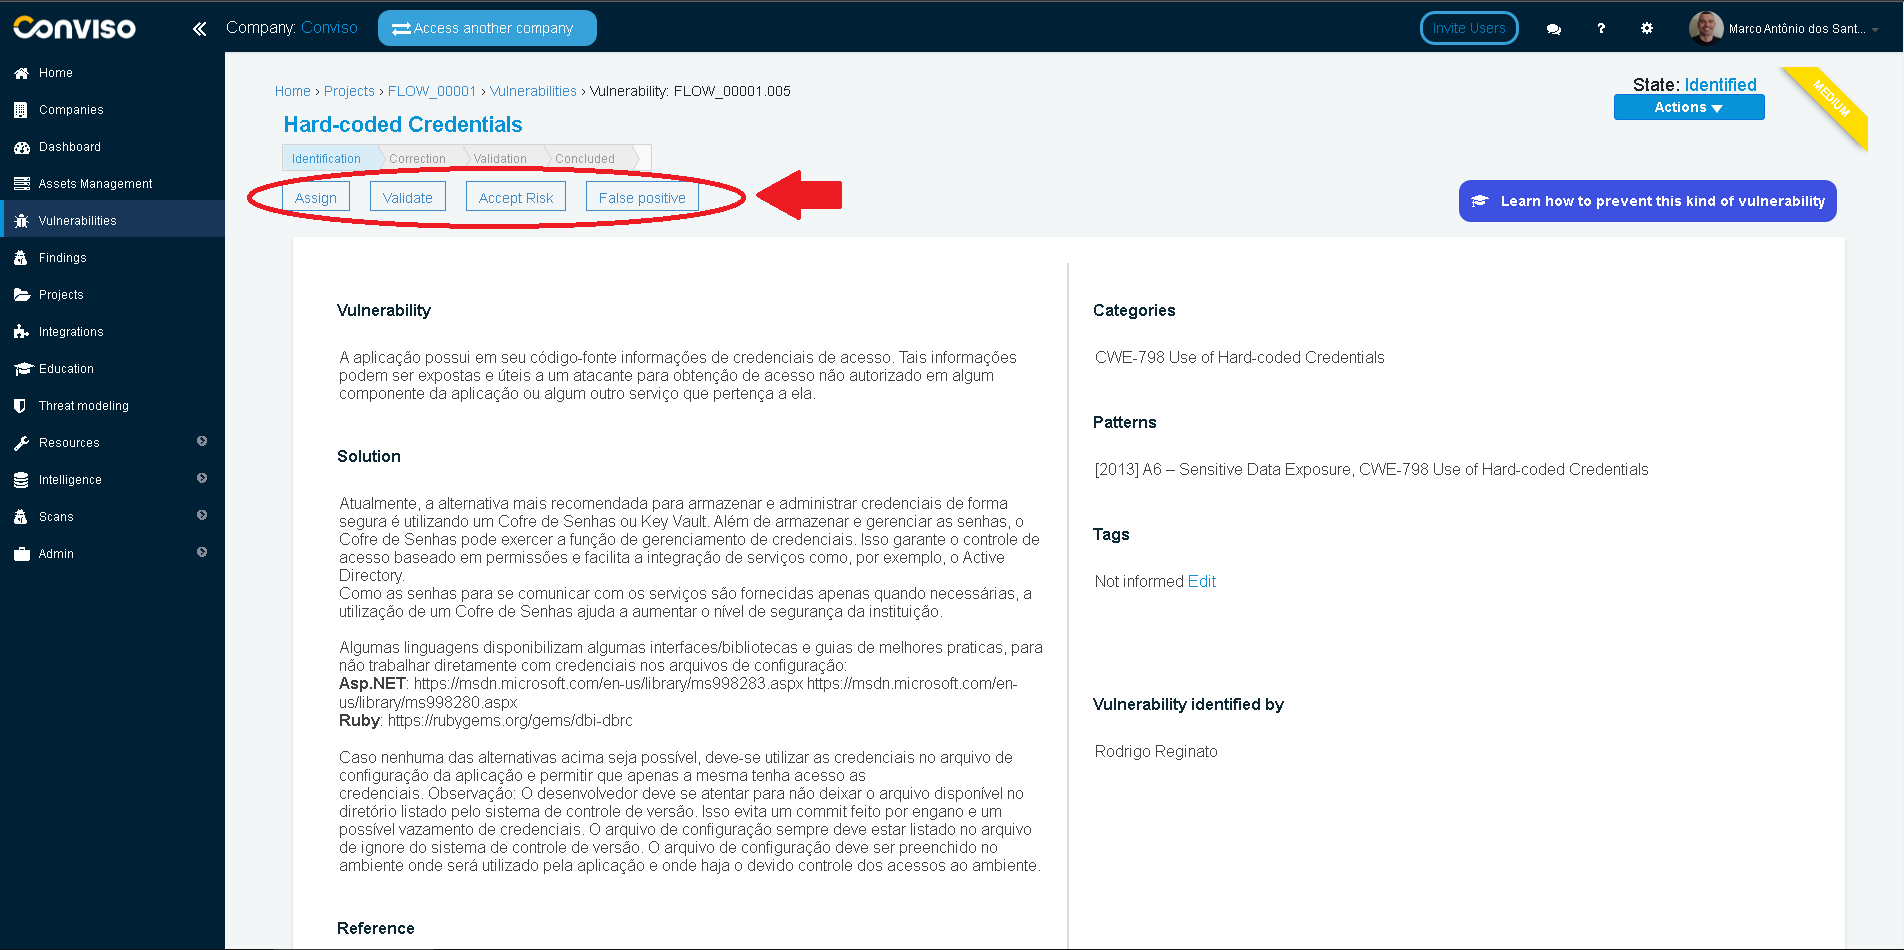 Conviso
Company: Conviso
Access another company
Invite Users
?
Marco Antônio dos Sant...
Home
Companies
Dashboard
Assets Management
Vulnerabilities
Findings
Projects
Integrations
Education
Threat modeling
Resources
Intelligence
Scans
Admin
Home › Projects › FLOW_00001 › Vulnerabilities › Vulnerability: FLOW_00001.005
State: Identified
Actions
MEDIUM
Hard-coded Credentials
Identification
Correction
Validation
Concluded
Assign
Validate
Accept Risk
False positive
Learn how to prevent this kind of vulnerability
Vulnerability
A aplicação possui em seu código-fonte informações de credenciais de acesso. Tais informações
podem ser expostas e úteis a um atacante para obtenção de acesso não autorizado em algum
componente da aplicação ou algum outro serviço que pertença a ela.
Solution
Atualmente, a alternativa mais recomendada para armazenar e administrar credenciais de forma
segura é utilizando um Cofre de Senhas ou Key Vault. Além de armazenar e gerenciar as senhas, o
Cofre de Senhas pode exercer a função de gerenciamento de credenciais. Isso garante o controle de
acesso baseado em permissões e facilita a integração de serviços como, por exemplo, o Active
Directory.
Como as senhas para se comunicar com os serviços são fornecidas apenas quando necessárias, a
utilização de um Cofre de Senhas ajuda a aumentar o nível de segurança da instituição.
Algumas linguagens disponibilizam algumas interfaces/bibliotecas e guias de melhores praticas, para
não trabalhar diretamente com credenciais nos arquivos de configuração:
Asp.NET: https://msdn.microsoft.com/en-us/library/ms998283.aspx https://msdn.microsoft.com/en-
us/library/ms998280.aspx
Ruby: https://rubygems.org/gems/dbi-dbrc
Caso nenhuma das alternativas acima seja possível, deve-se utilizar as credenciais no arquivo de
configuração da aplicação e permitir que apenas a mesma tenha acesso as
credenciais. Observação: O desenvolvedor deve se atentar para não deixar o arquivo disponível no
diretório listado pelo sistema de controle de versão. Isso evita um commit feito por engano e um
possível vazamento de credenciais. O arquivo de configuração sempre deve estar listado no arquivo
de ignore do sistema de controle de versão. O arquivo de configuração deve ser preenchido no
ambiente onde será utilizado pela aplicação e onde haja o devido controle dos acessos ao ambiente.
Reference
Categories
CWE-798 Use of Hard-coded Credentials
Patterns
[2013] A6 – Sensitive Data Exposure, CWE-798 Use of Hard-coded Credentials
Tags
Not informed Edit
Vulnerability identified by
Rodrigo Reginato